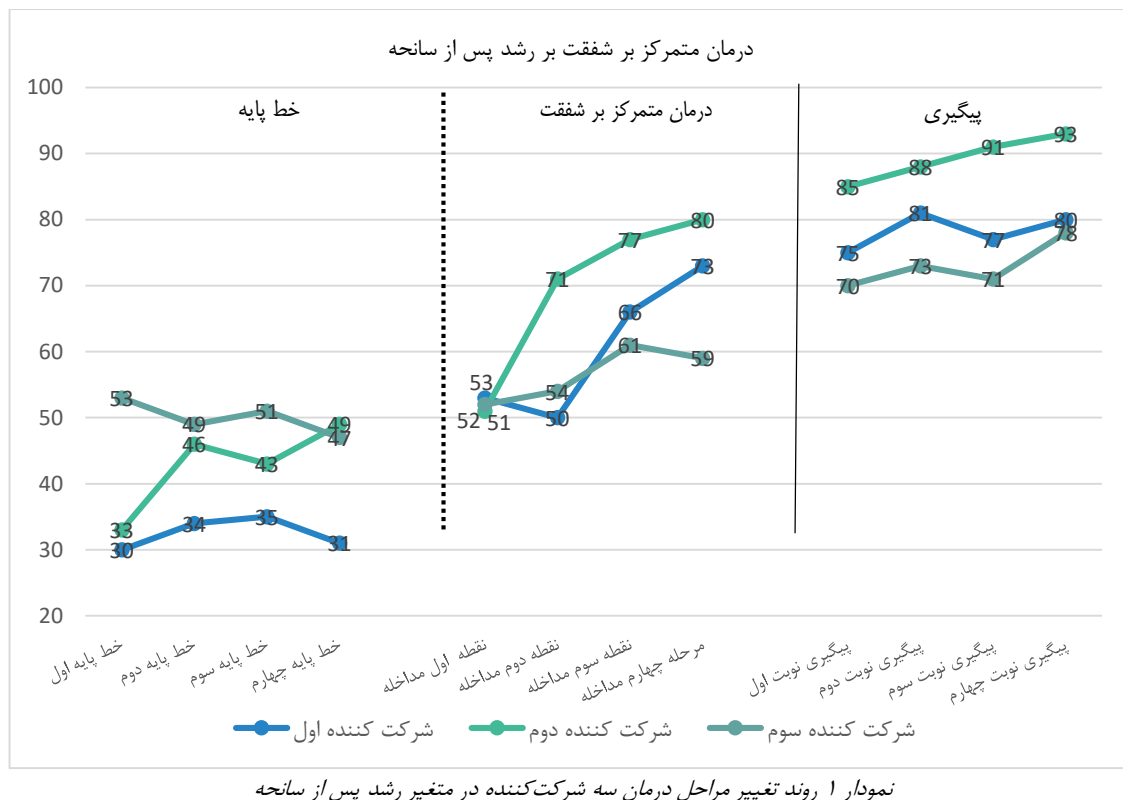 درمان متمرکز بر شفقت بر رشد پس از سانحه
خط پایه
درمان متمرکز بر شفقت
پیگیری
100
90
80
70
60
50
40
30
20
30 34 35 31 53 50 66 73 75 81 77 80
33 46 43 49 51 71 77 80 85 88 91 93
53 49 51 47 52 54 61 59 70 73 71 78
خط پایه اول
خط پایه دوم
خط پایه سوم
خط پایه چهارم
نقطه اول مداخله
نقطه دوم مداخله
نقطه سوم مداخله
مرحله چهارم مداخله
پیگیری نوبت اول
پیگیری نوبت دوم
پیگیری نوبت سوم
پیگیری نوبت چهارم
شرکت کننده اول
شرکت کننده دوم
شرکت کننده سوم
نمودار ۱ روند تغییر مراحل درمان سه شرکت‌کننده در متغیر رشد پس از سانحه